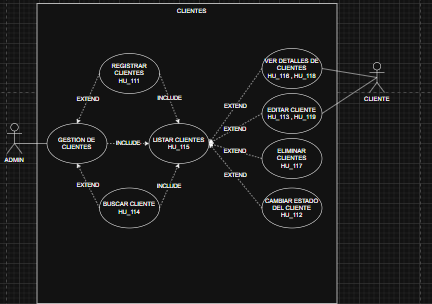 CLIENTES
REGISTRAR
CLIENTES
HU_111
VER DETALLES DE
CLIENTES
HU_116 , HU_118
CLIENTE
EXTEND
INCLUDE
EXTEND
EDITAR CLIENTE
HU_113 , HU_119
EXTEND
ADMIN
GESTION DE
CLIENTES
INCLUDE
LISTAR CLIENTES
HU_115
EXTEND
ELIMINAR
CLIENTES
HU_117
EXTEND
INCLUDE
EXTEND
BUSCAR CLIENTE
HU_114
CAMBIAR ESTADO
DEL CLIENTE
HU_112